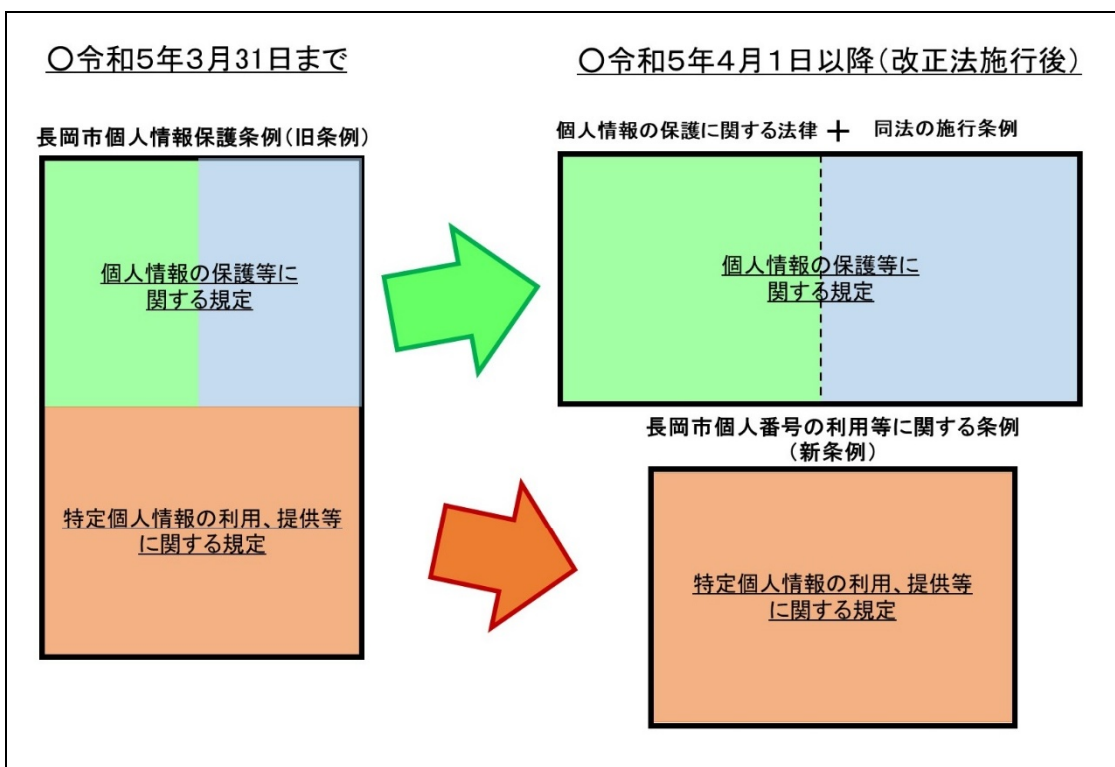 〇令和5年3月31日まで
長岡市個人情報保護条例(旧条例)
個人情報の保護等に
関する規定
特定個人情報の利用、提供等
に関する規定
〇令和5年4月1日以降(改正法施行後)
個人情報の保護に関する法律 + 同法の施行条例
個人情報の保護等に
関する規定
長岡市個人番号の利用等に関する条例
(新条例)
特定個人情報の利用、提供等
に関する規定